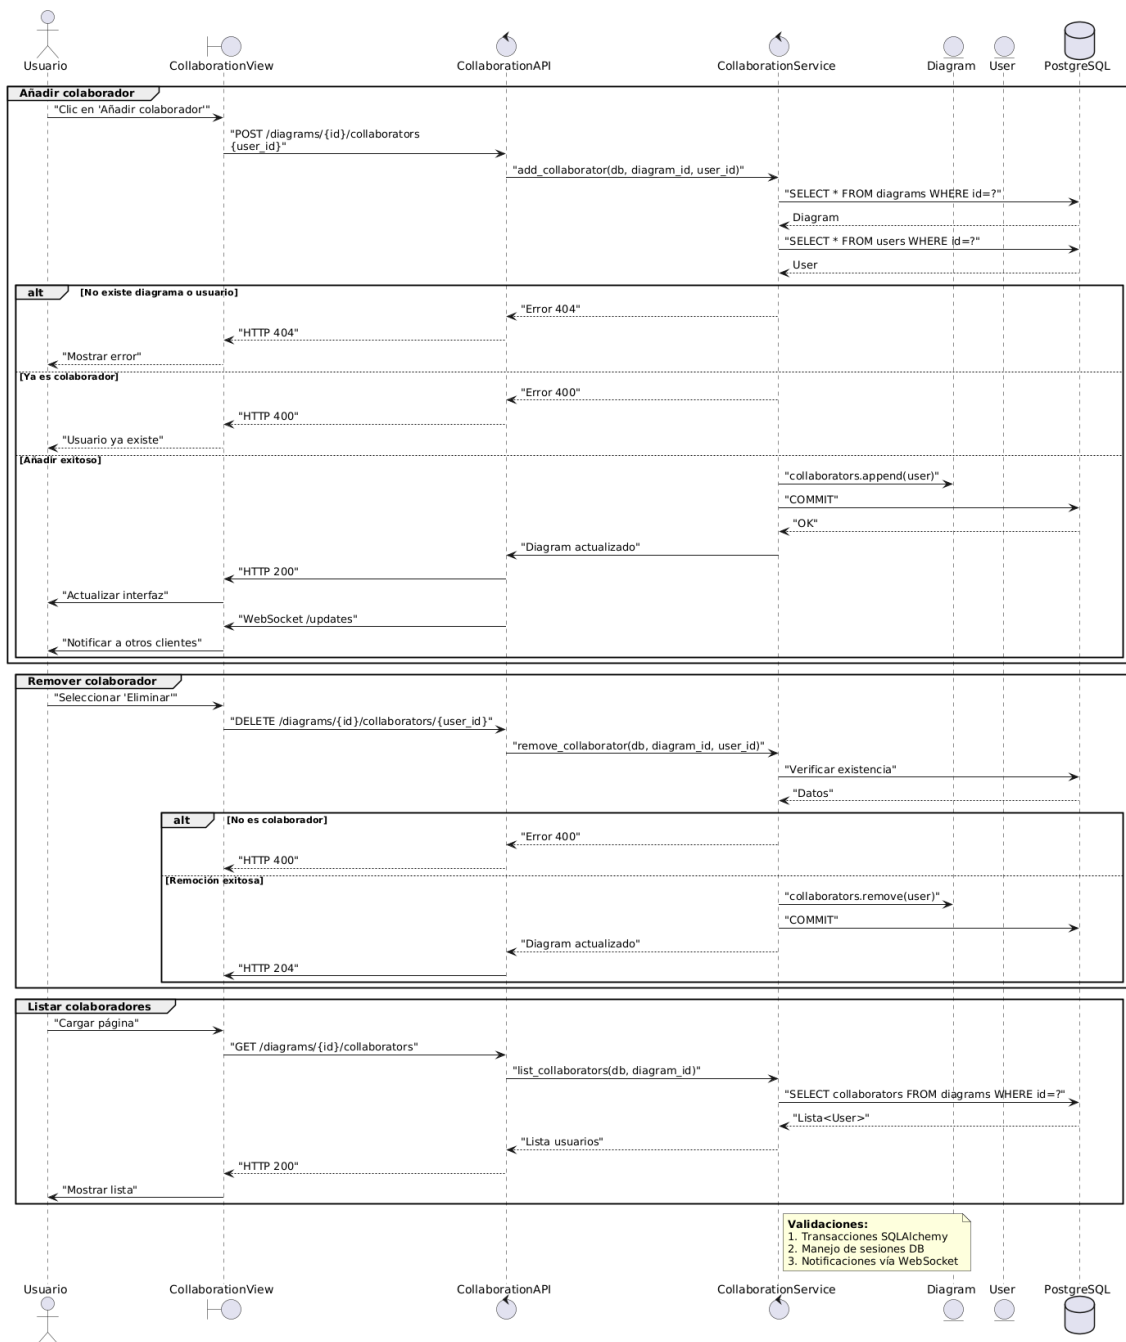 Usuario
CollaborationView
CollaborationAPI
CollaborationService
Diagram
User
PostgreSQL
Añadir colaborador
"Clic en 'Añadir colaborador'"
"POST /diagrams/{id}/collaborators
{user_id}"
"add_collaborator(db, diagram_id, user_id)"
"SELECT * FROM diagrams WHERE id=?"
Diagram
"SELECT * FROM users WHERE id=?"
User
alt [No existe diagrama o usuario]
"Error 404"
"HTTP 404"
"Mostrar error"
[Ya es colaborador]
"Error 400"
"HTTP 400"
"Usuario ya existe"
[Añadir exitoso]
"collaborators.append(user)"
"COMMIT"
"OK"
"Diagram actualizado"
"HTTP 200"
"Actualizar interfaz"
"WebSocket /updates"
"Notificar a otros clientes"
Remover colaborador
"Seleccionar 'Eliminar'"
"DELETE /diagrams/{id}/collaborators/{user_id}"
"remove_collaborator(db, diagram_id, user_id)"
"Verificar existencia"
"Datos"
alt [No es colaborador]
"Error 400"
"HTTP 400"
[Remoción exitosa]
"collaborators.remove(user)"
"COMMIT"
"Diagram actualizado"
"HTTP 204"
Listar colaboradores
"Cargar página"
"GET /diagrams/{id}/collaborators"
"list_collaborators(db, diagram_id)"
"SELECT collaborators FROM diagrams WHERE id=?"
"Lista<User>"
"Lista usuarios"
"HTTP 200"
"Mostrar lista"
Validaciones:
1. Transacciones SQLAlchemy
2. Manejo de sesiones DB
3. Notificaciones vía WebSocket
Usuario
CollaborationView
CollaborationAPI
CollaborationService
Diagram
User
PostgreSQL